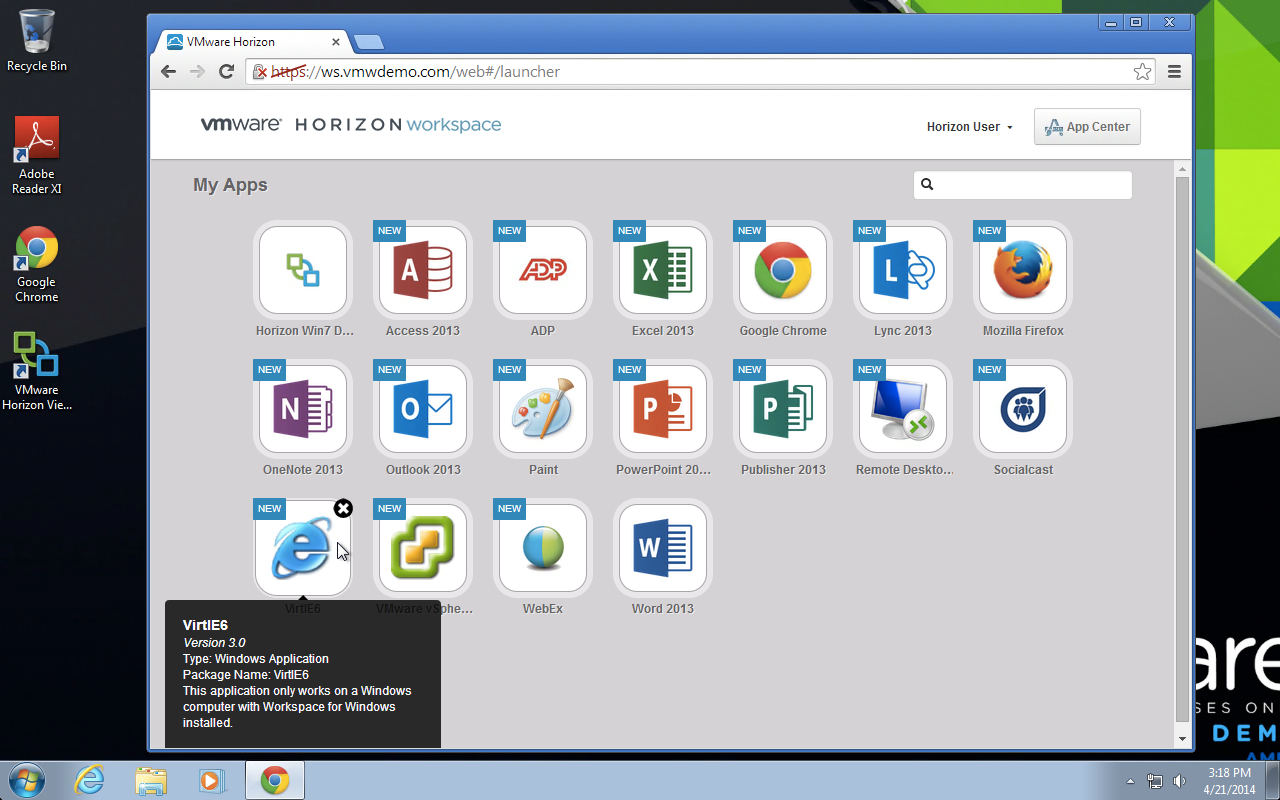 Recycle Bin
Adobe
Reader XI
Google
Chrome
VMware
Horizon Vie...
VMware Horizon
https://ws.vmwdemo.com/web#/launcher
vmware HORIZON workspace
Horizon User
App Center
My Apps
NEW NEW NEW NEW NEW NEW
A ADP X L
Horizon Win7 D... Access 2013 ADP Excel 2013 Google Chrome Lync 2013 Mozilla Firefox
NEW NEW NEW NEW NEW NEW NEW
N O P P
OneNote 2013 Outlook 2013 Paint PowerPoint 20... Publisher 2013 Remote Deskto... Socialcast
NEW NEW NEW
W
VirtIE6 VMware vSphe... WebEx Word 2013
VirtIE6
Version 3.0
Type: Windows Application
Package Name: VirtIE6
This application only works on a Windows
computer with Workspace for Windows
installed.
are
SES ON
DEM
AM
3:18 PM
4/21/2014